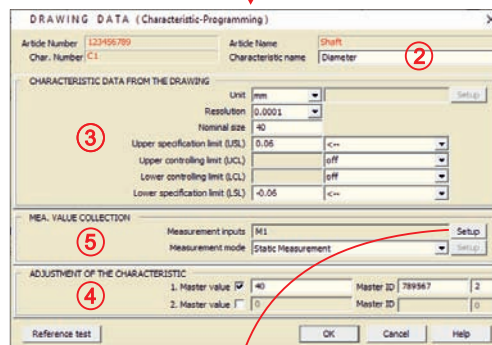 DRAWING DATA (Characteristic-Programming)
Article Number 123456789 Article Name Shaft
Char. Number C1 Characteristic name Diameter ②
CHARACTERISTIC DATA FROM THE DRAWING
Unit mm Setup
Resolution 0.0001
③ Nominal size 40
Upper specification limit (USL) 0.06 <--
Upper controlling limit (UCL) off
Lower controlling limit (LCL) off
Lower specification limit (LSL) -0.06 <--
MEA. VALUE COLLECTION
⑤ Measurement inputs M1 Setup
Measurement mode Static Measurement Setup
ADJUSTMENT OF THE CHARACTERISTIC
④ 1. Master value 40 Master ID 789567 2
2. Master value 0 Master ID 0
Reference test OK Cancel Help